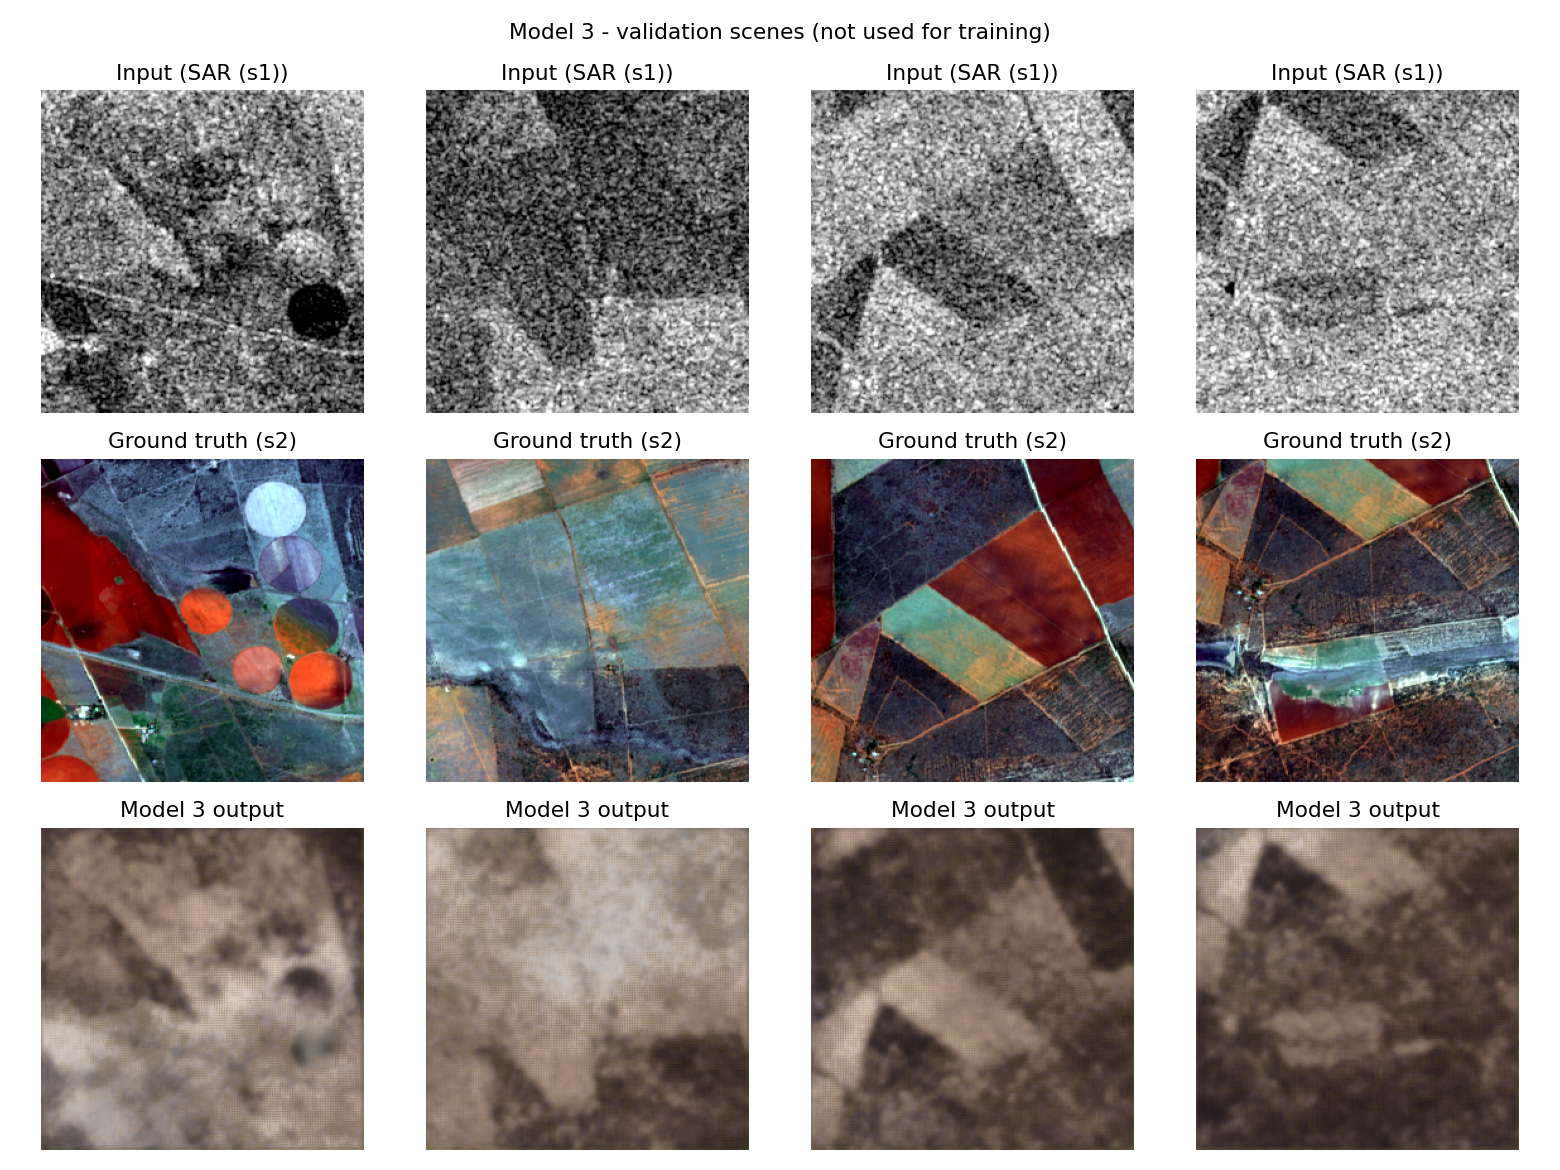 Model 3 - validation scenes (not used for training)
Input (SAR (s1))
Input (SAR (s1))
Input (SAR (s1))
Input (SAR (s1))
Ground truth (s2)
Ground truth (s2)
Ground truth (s2)
Ground truth (s2)
Model 3 output
Model 3 output
Model 3 output
Model 3 output